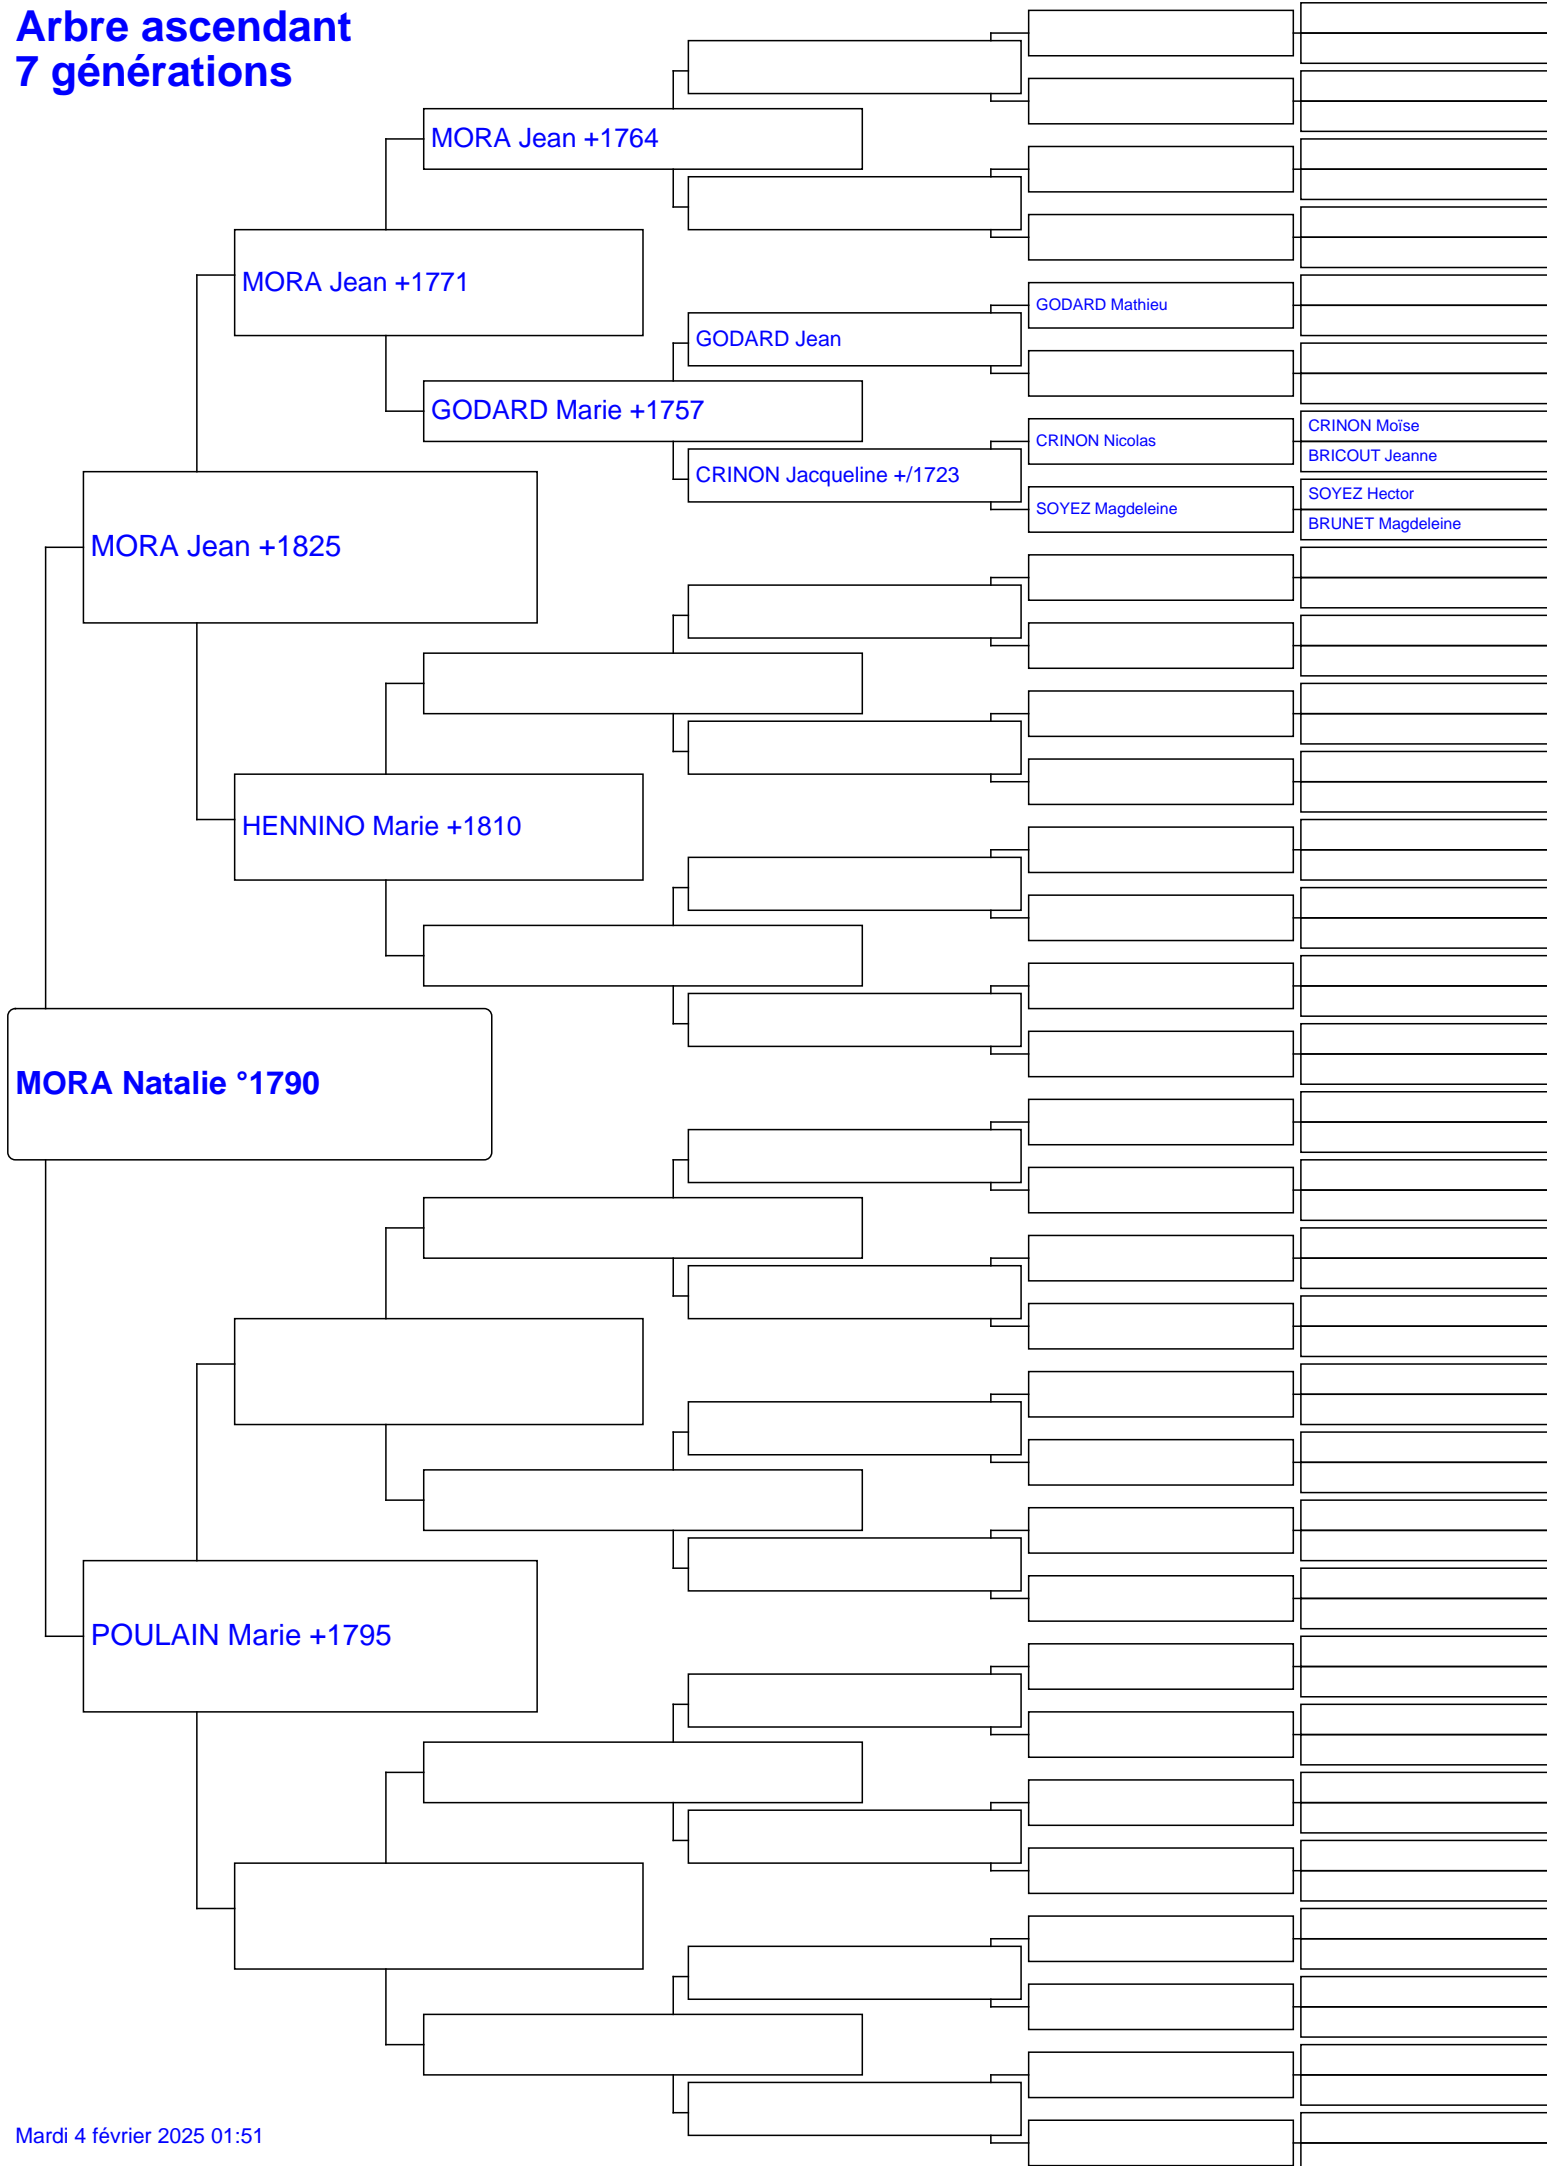 Arbre ascendant
7 générations
MORA Jean +1764
MORA Jean +1771
GODARD Mathieu
GODARD Jean
GODARD Marie +1757
CRINON Moïse
CRINON Nicolas
BRICOUT Jeanne
CRINON Jacqueline +/1723
SOYEZ Hector
SOYEZ Magdeleine
BRUNET Magdeleine
MORA Jean +1825
HENNINO Marie +1810
MORA Natalie °1790
POULAIN Marie +1795
Mardi 4 février 2025 01:51